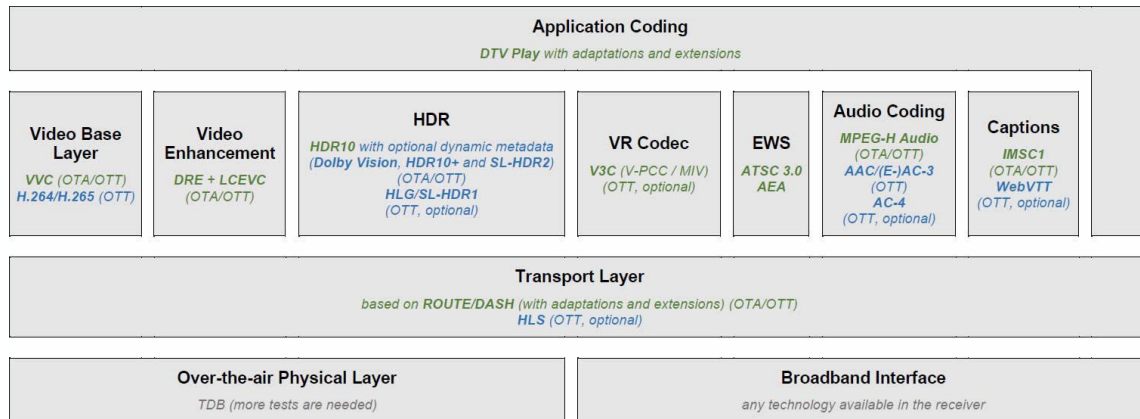 Application Coding
DTV Play with adaptations and extensions
Video Base
Layer
VVC (OTA/OTT)
H.264/H.265 (OTT)
Video
Enhancement
DRE + LCEVC
(OTA/OTT)
HDR
HDR10 with optional dynamic metadata
(Dolby Vision, HDR10+ and SL-HDR2)
(OTA/OTT)
HLG/SL-HDR1
(OTT, optional)
VR Codec
V3C (V-PCC / MIV)
(OTT, optional)
EWS
ATSC 3.0
AEA
Audio Coding
MPEG-H Audio
(OTA/OTT)
AAC/(E-)AC-3
(OTT)
AC-4
(OTT, optional)
Captions
IMSC1
(OTA/OTT)
WebVTT
(OTT, optional)
Transport Layer
based on ROUTE/DASH (with adaptations and extensions) (OTA/OTT)
HLS (OTT, optional)
Over-the-air Physical Layer
TDB (more tests are needed)
Broadband Interface
any technology available in the receiver